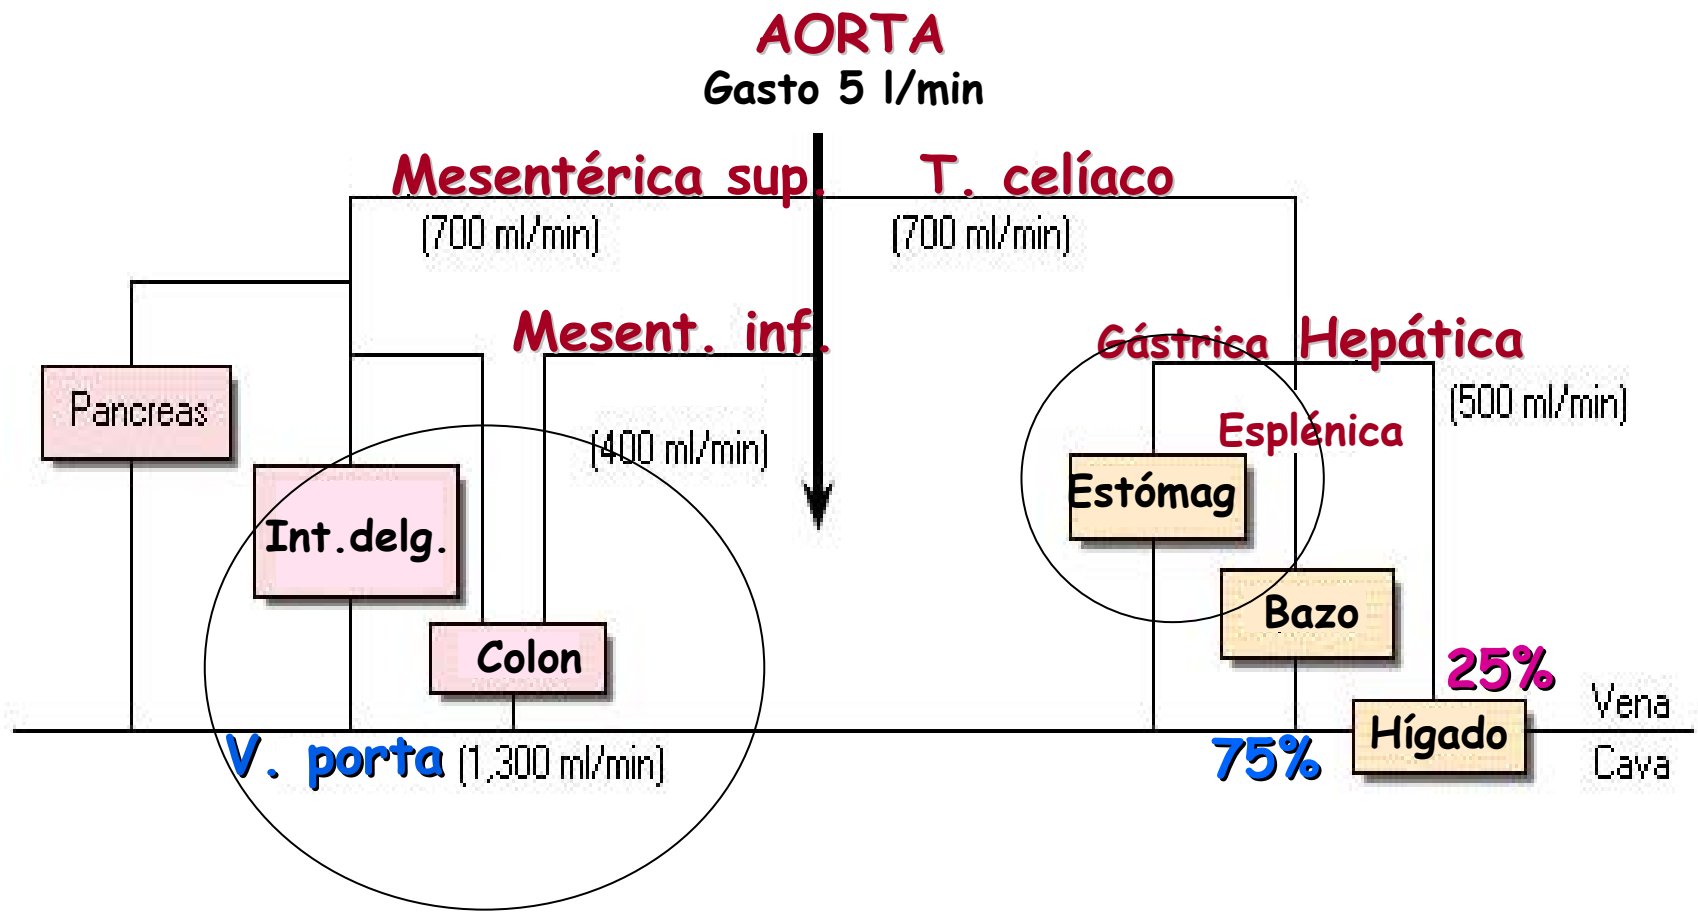 AORTA
Gasto 5 l/min
Mesentérica sup.
T. celíaco
(700 ml/min)
(700 ml/min)
Mesent. inf.
Gástrica
Hepática
Pancreas
(400 ml/min)
(500 ml/min)
Esplénica
Estómag
Int.delg.
Bazo
Colon
25%
Vena
V. porta (1,300 ml/min)
75%
Hígado
Cava